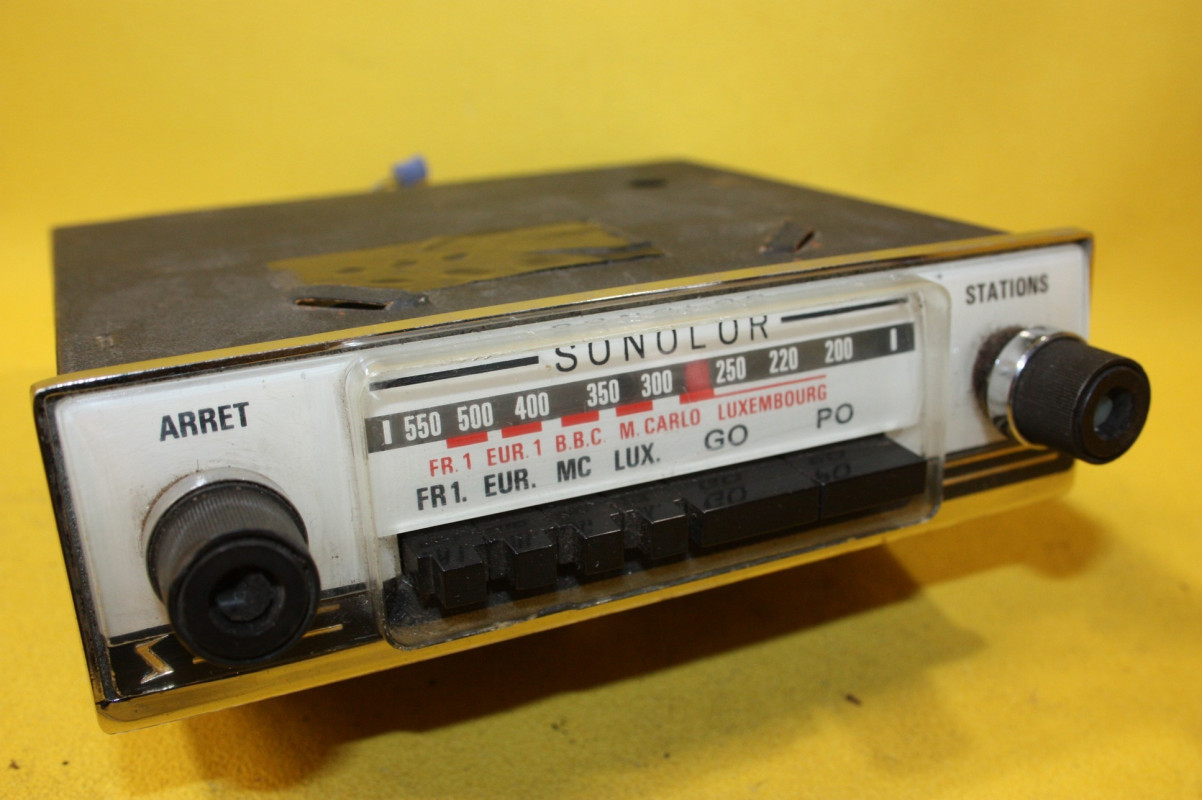 SONOLOR
STATIONS
ARRET
550 500 400 350 300 250 220 200
FR.1 EUR.1 B.B.C M.CARLO LUXEMBOURG
FR1. EUR. MC LUX. GO PO